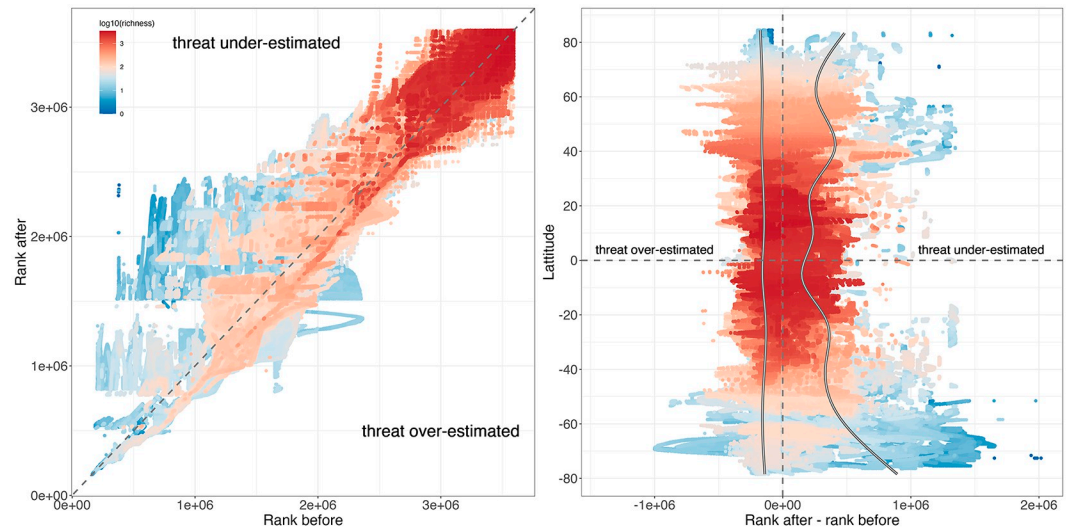 log10(richness)
3
2
1
0
threat under-estimated
threat over-estimated
3e+06
2e+06
1e+06
0e+00
0e+00 1e+06 2e+06 3e+06
Rank before
Rank after
80
60
40
20
0
-20
-40
-60
-80
Lattitude
threat over-estimated
threat under-estimated
-1e+06 0e+00 1e+06 2e+06
Rank after - rank before